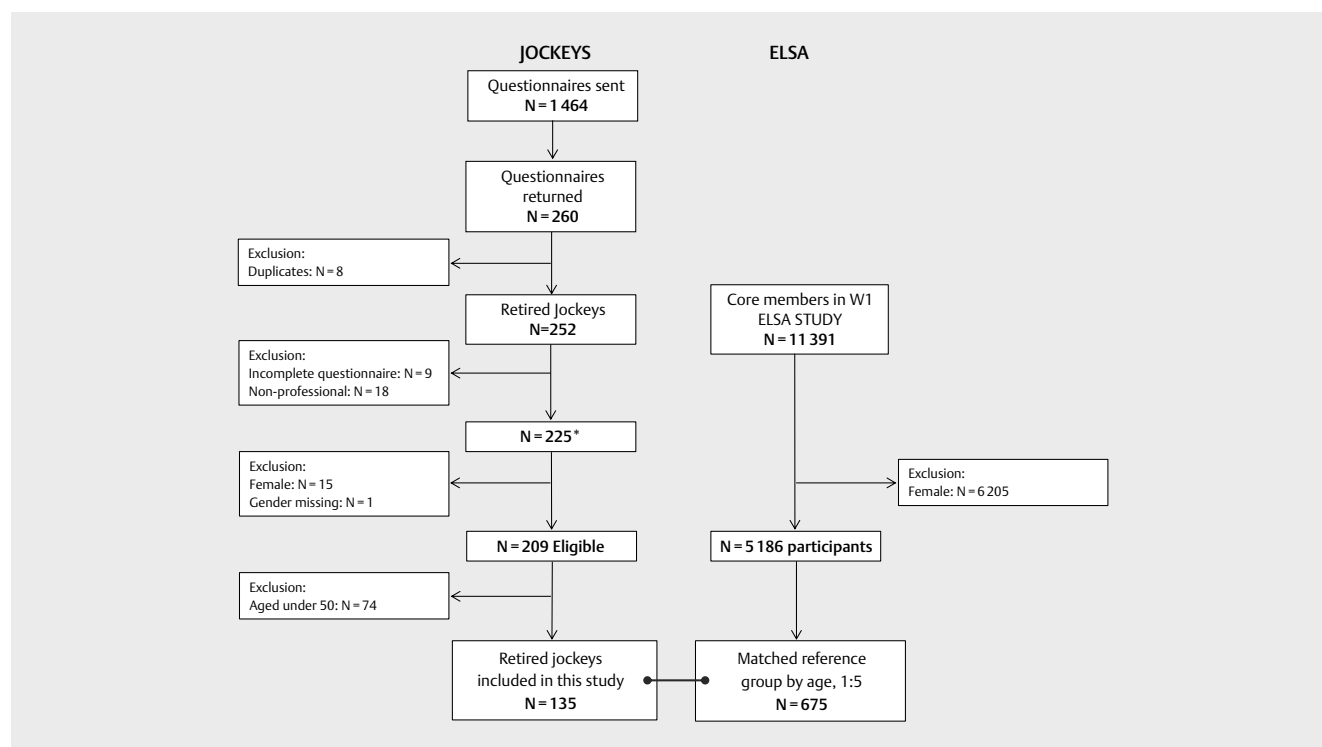 JOCKEYS
Questionnaires sent
N = 1 464
Questionnaires
returned
N = 260
Exclusion:
Duplicates: N = 8
Retired Jockeys
N=252
Exclusion:
Incomplete questionnaire: N = 9
Non-professional: N = 18
N = 225*
Exclusion:
Female: N = 15
Gender missing: N = 1
N = 209 Eligible
Exclusion:
Aged under 50: N = 74
Retired jockeys
included in this study
N = 135
ELSA
Core members in W1
ELSA STUDY
N = 11 391
Exclusion:
Female: N = 6 205
N = 5 186 participants
Matched reference
group by age, 1:5
N = 675